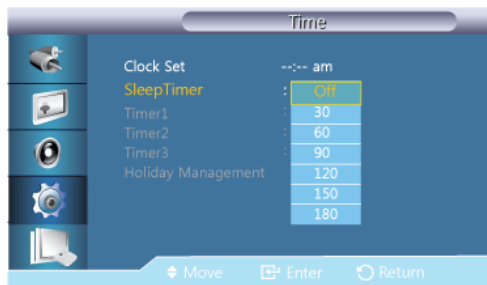 Time
Clock Set --:-- am
SleepTimer : Off
Timer1 : 30
Timer2 : 60
Timer3 : 90
Holiday Management 120
150
180
Move Enter Return